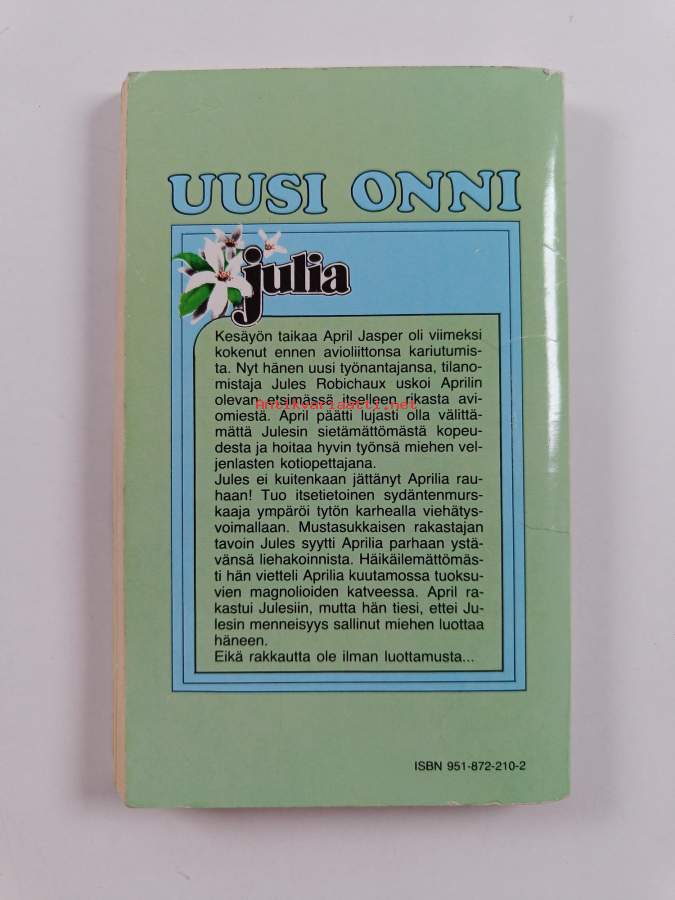 UUSI ONNI
julia
Kesäyön taikaa April Jasper oli viimeksi
kokenut ennen avioliittonsa kariutumis-
ta. Nyt hänen uusi työnantajansa, tilano-
mistaja Jules Robichaux uskoi Aprilin
olevan etsimässä itselleen rikasta avi-
Antikvariaatti.net
omiestä. April päätti lujasti olla välittä-
mättä Julesin sietämättömästä kopeu-
desta ja hoitaa hyvin työnsä miehen vel-
jenlasten kotiopettajana.
Jules ei kuitenkaan jättänyt Aprilia rau-
haan! Tuo itsetietoinen sydäntenmurs-
kaaja ympäröi tytön karhealla viehätys-
voimallaan. Mustasukkaisen rakastajan
tavoin Jules syytti Aprilia parhaan ystä-
vänsä liehakoinnista. Häikäilemättömäs-
ti hän vietteli Aprilia kuutamossa tuoksu-
vien magnolioiden katveessa. April ra-
kastui Julesiin, mutta hän tiesi, ettei Ju-
lesin menneisyys sallinut miehen luottaa
häneen.
Eikä rakkautta ole ilman luottamusta...
ISBN 951-872-210-2